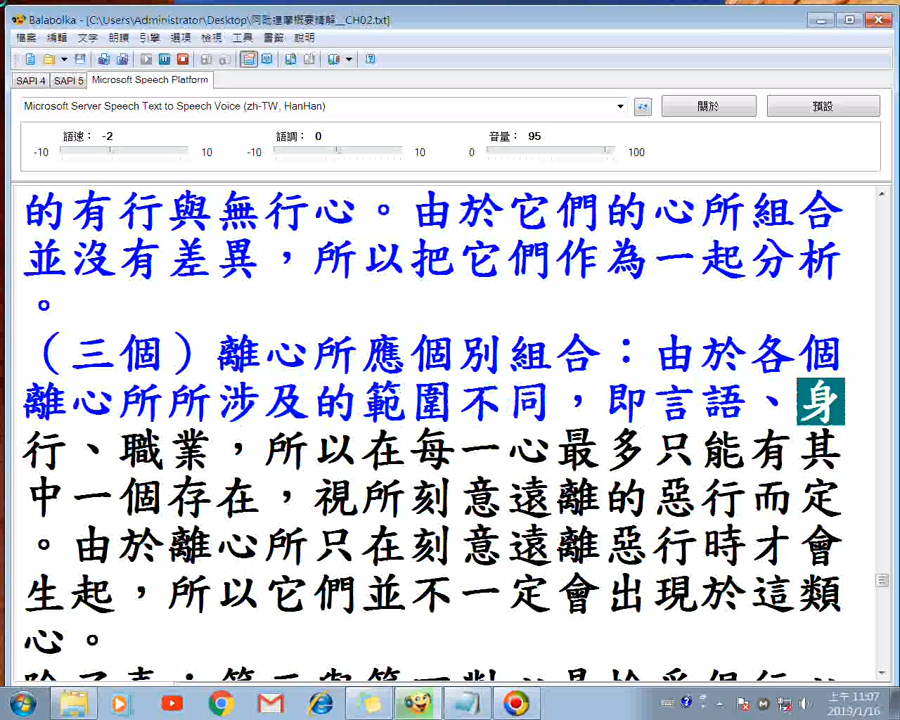 Balabolka - [C:\Users\Administrator\Desktop\阿毗達摩概要精解__CH02.txt]
檔案 編輯 文字 朗讀 引擎 選項 檢視 工具 書籤 說明
SAPI 4 SAPI 5 Microsoft Speech Platform
Microsoft Server Speech Text to Speech Voice (zh-TW, HanHan) 關於 預設
語速： -2 語調： 0 音量： 95
-10 10 -10 10 0 100
的有行與無行心。由於它們的心所組合
並沒有差異，所以把它們作為一起分析
。
（三個）離心所應個別組合：由於各個
離心所所涉及的範圍不同，即言語、身
行、職業，所以在每一心最多只能有其
中一個存在，視所刻意遠離的惡行而定
。由於離心所只在刻意遠離惡行時才會
生起，所以它們並不一定會出現於這類
心。
上午 11:07
2019/1/16